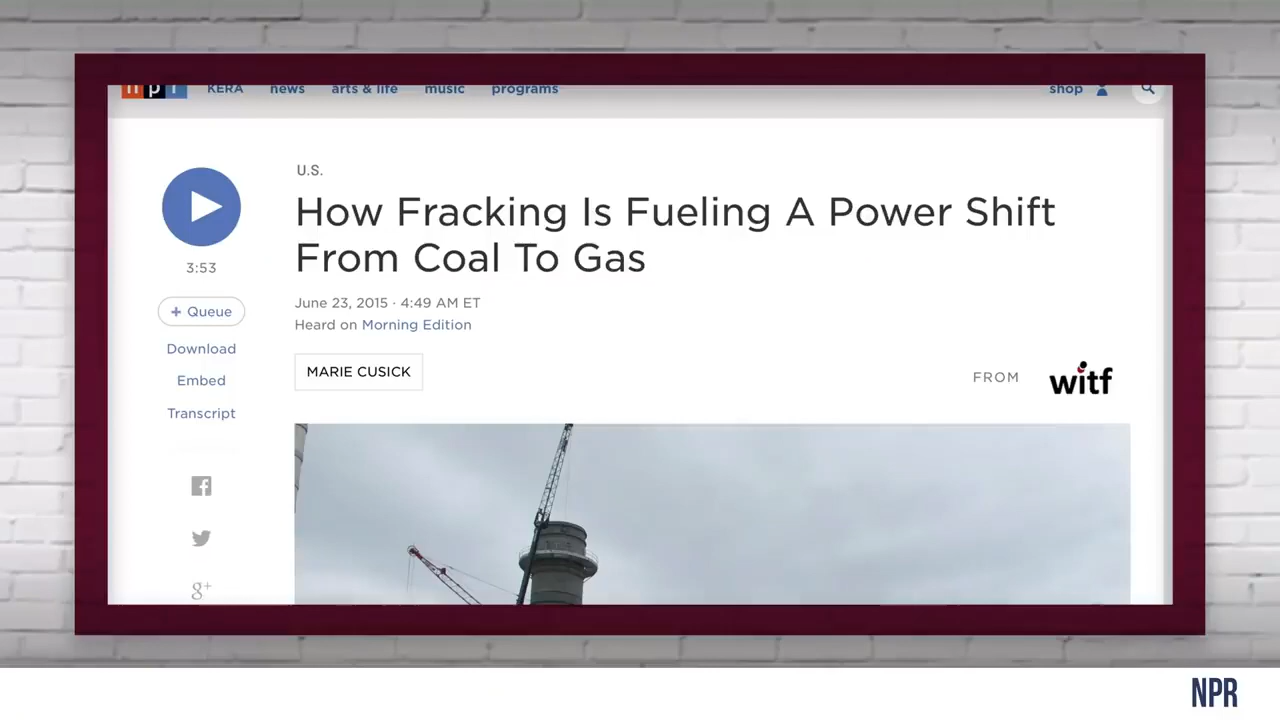 npr KERA news arts & life music programs shop
U.S.
How Fracking Is Fueling A Power Shift
From Coal To Gas
3:53
June 23, 2015 · 4:49 AM ET
+ Queue
Heard on Morning Edition
Download
MARIE CUSICK
FROM witf
Embed
Transcript
g+
NPR